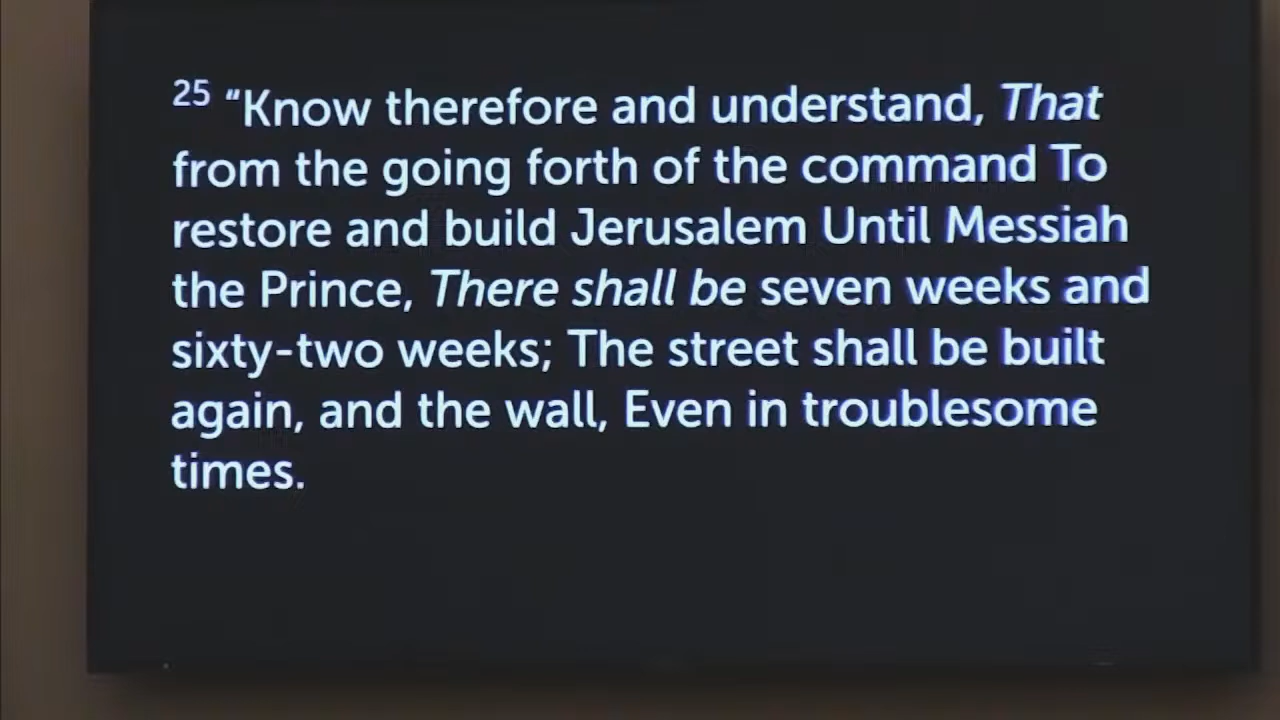 25 “Know therefore and understand, That
from the going forth of the command To
restore and build Jerusalem Until Messiah
the Prince, There shall be seven weeks and
sixty-two weeks; The street shall be built
again, and the wall, Even in troublesome
times.